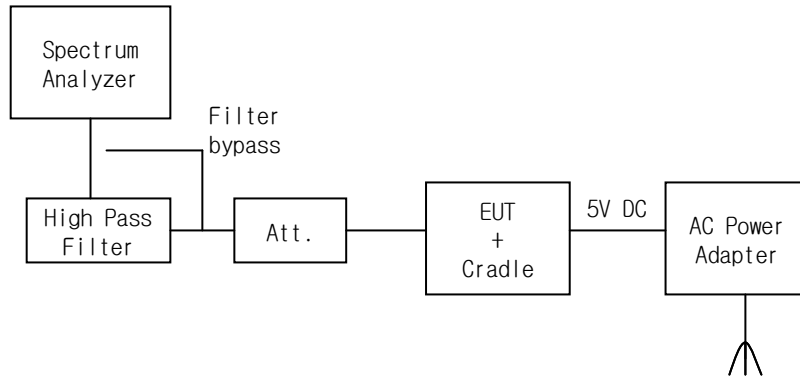 Spectrum
Analyzer
Filter
bypass
High Pass
Filter
Att.
EUT
+
Cradle
5V DC
AC Power
Adapter